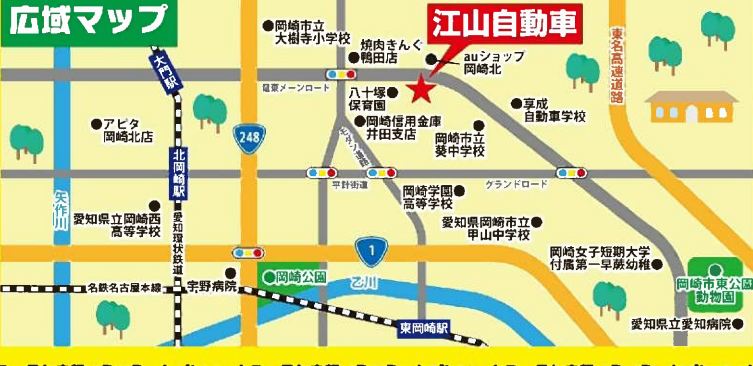 広域マップ
江山自動車
岡崎市立
大樹寺小学校
焼肉きんぐ
鴨田店
auショップ
岡崎北
東名高速道路
大門駅
八十塚
保育園
享成
自動車学校
アピタ
岡崎北店
248
岡崎信用金庫
井田支店
岡崎市立
葵中学校
モダン道路
北岡崎駅
平針街道
グランドロード
矢作川
愛知県立岡崎西
高等学校
愛知環状鉄道
岡崎学園
高等学校
愛知県岡崎市立
甲山中学校
1
岡崎女子短期大学
付属第一早蕨幼稚
岡崎公園
乙川
宇野病院
名鉄名古屋本線
岡崎市東公園
動物園
東岡崎駅
愛知県立愛知病院